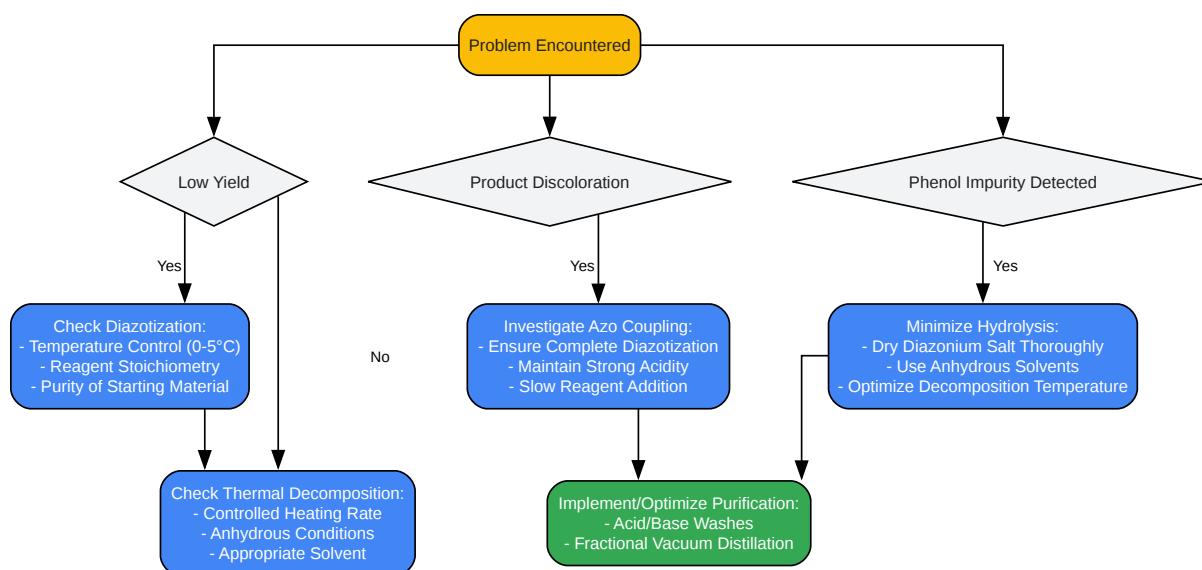 Problem Encountered
Low Yield
Product Discoloration
Phenol Impurity Detected
Yes
Yes
Yes
Check Diazotization:
- Temperature Control (0-5°C)
- Reagent Stoichiometry
- Purity of Starting Material
No
Investigate Azo Coupling:
- Ensure Complete Diazotization
- Maintain Strong Acidity
- Slow Reagent Addition
Minimize Hydrolysis:
- Dry Diazonium Salt Thoroughly
- Use Anhydrous Solvents
- Optimize Decomposition Temperature
Check Thermal Decomposition:
- Controlled Heating Rate
- Anhydrous Conditions
- Appropriate Solvent
Implement/Optimize Purification:
- Acid/Base Washes
- Fractional Vacuum Distillation